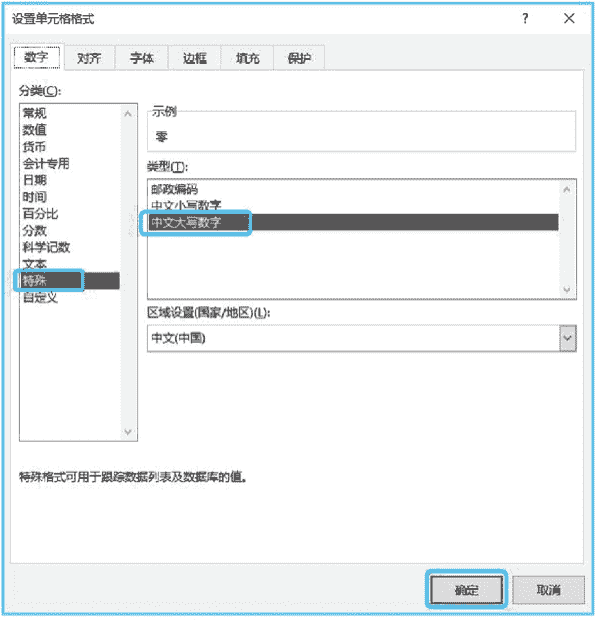 设置单元格格式 ? ×
数字 对齐 字体 边框 填充 保护
分类(C):
常规
数值
货币
会计专用
日期
时间
百分比
分数
科学记数
文本
特殊
自定义
示例
零
类型(T):
邮政编码
中文小写数字
中文大写数字
区域设置(国家/地区)(L):
中文(中国)
特殊格式可用于跟踪数据列表及数据库的值。
确定 取消